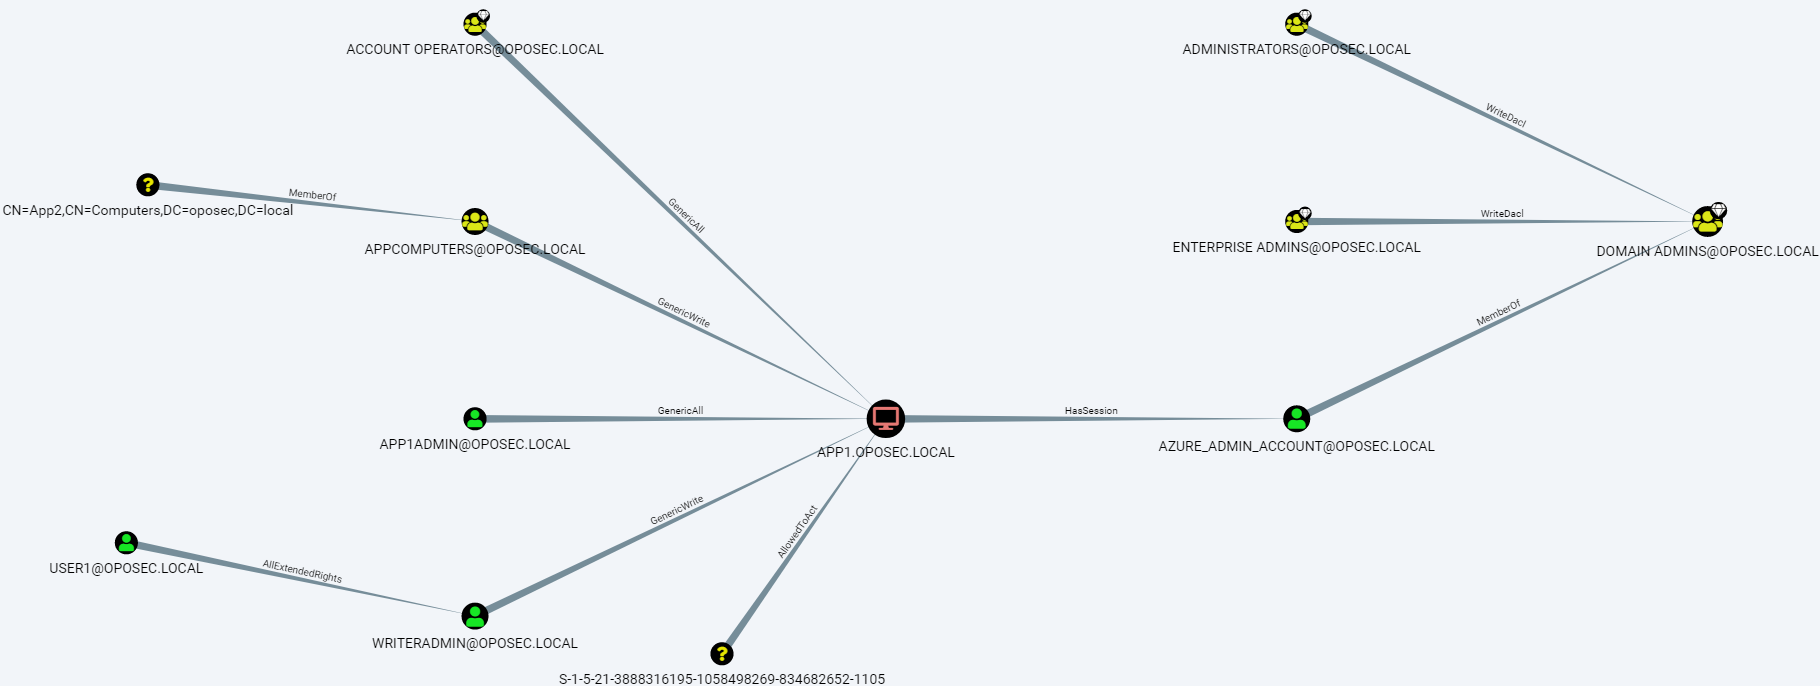 ACCOUNT OPERATORS@OPOSEC.LOCAL
ADMINISTRATORS@OPOSEC.LOCAL
WriteDacl
MemberOf
CN=App2,CN=Computers,DC=oposec,DC=local
GenericAll
WriteDacl
APPCOMPUTERS@OPOSEC.LOCAL
ENTERPRISE ADMINS@OPOSEC.LOCAL
DOMAIN ADMINS@OPOSEC.LOCAL
GenericWrite
MemberOf
GenericAll
HasSession
APP1ADMIN@OPOSEC.LOCAL
APP1.OPOSEC.LOCAL
AZURE_ADMIN_ACCOUNT@OPOSEC.LOCAL
GenericWrite
AllowedToAct
USER1@OPOSEC.LOCAL
AllExtendedRights
WRITERADMIN@OPOSEC.LOCAL
S-1-5-21-3888316195-1058498269-834682652-1105